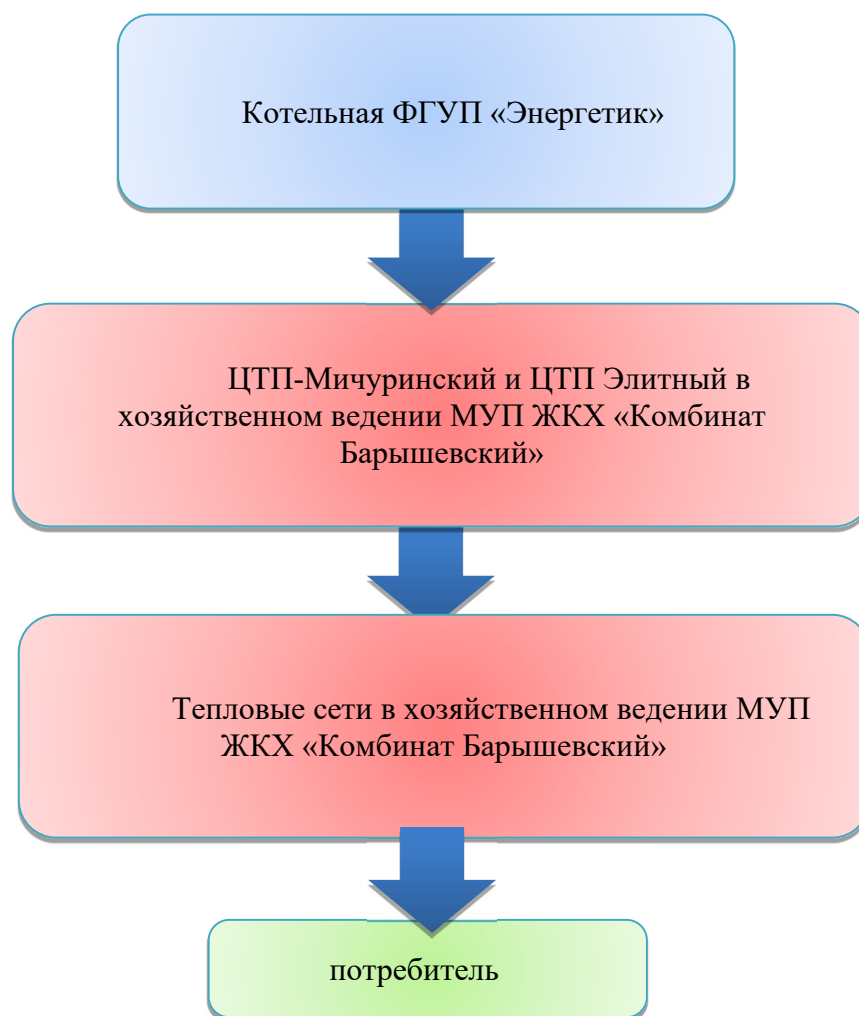 Котельная ФГУП «Энергетик»
ЦТП-Мичуринский и ЦТП Элитный в
хозяйственном ведении МУП ЖКХ «Комбинат
Барышевский»
Тепловые сети в хозяйственном ведении МУП
ЖКХ «Комбинат Барышевский»
потребитель